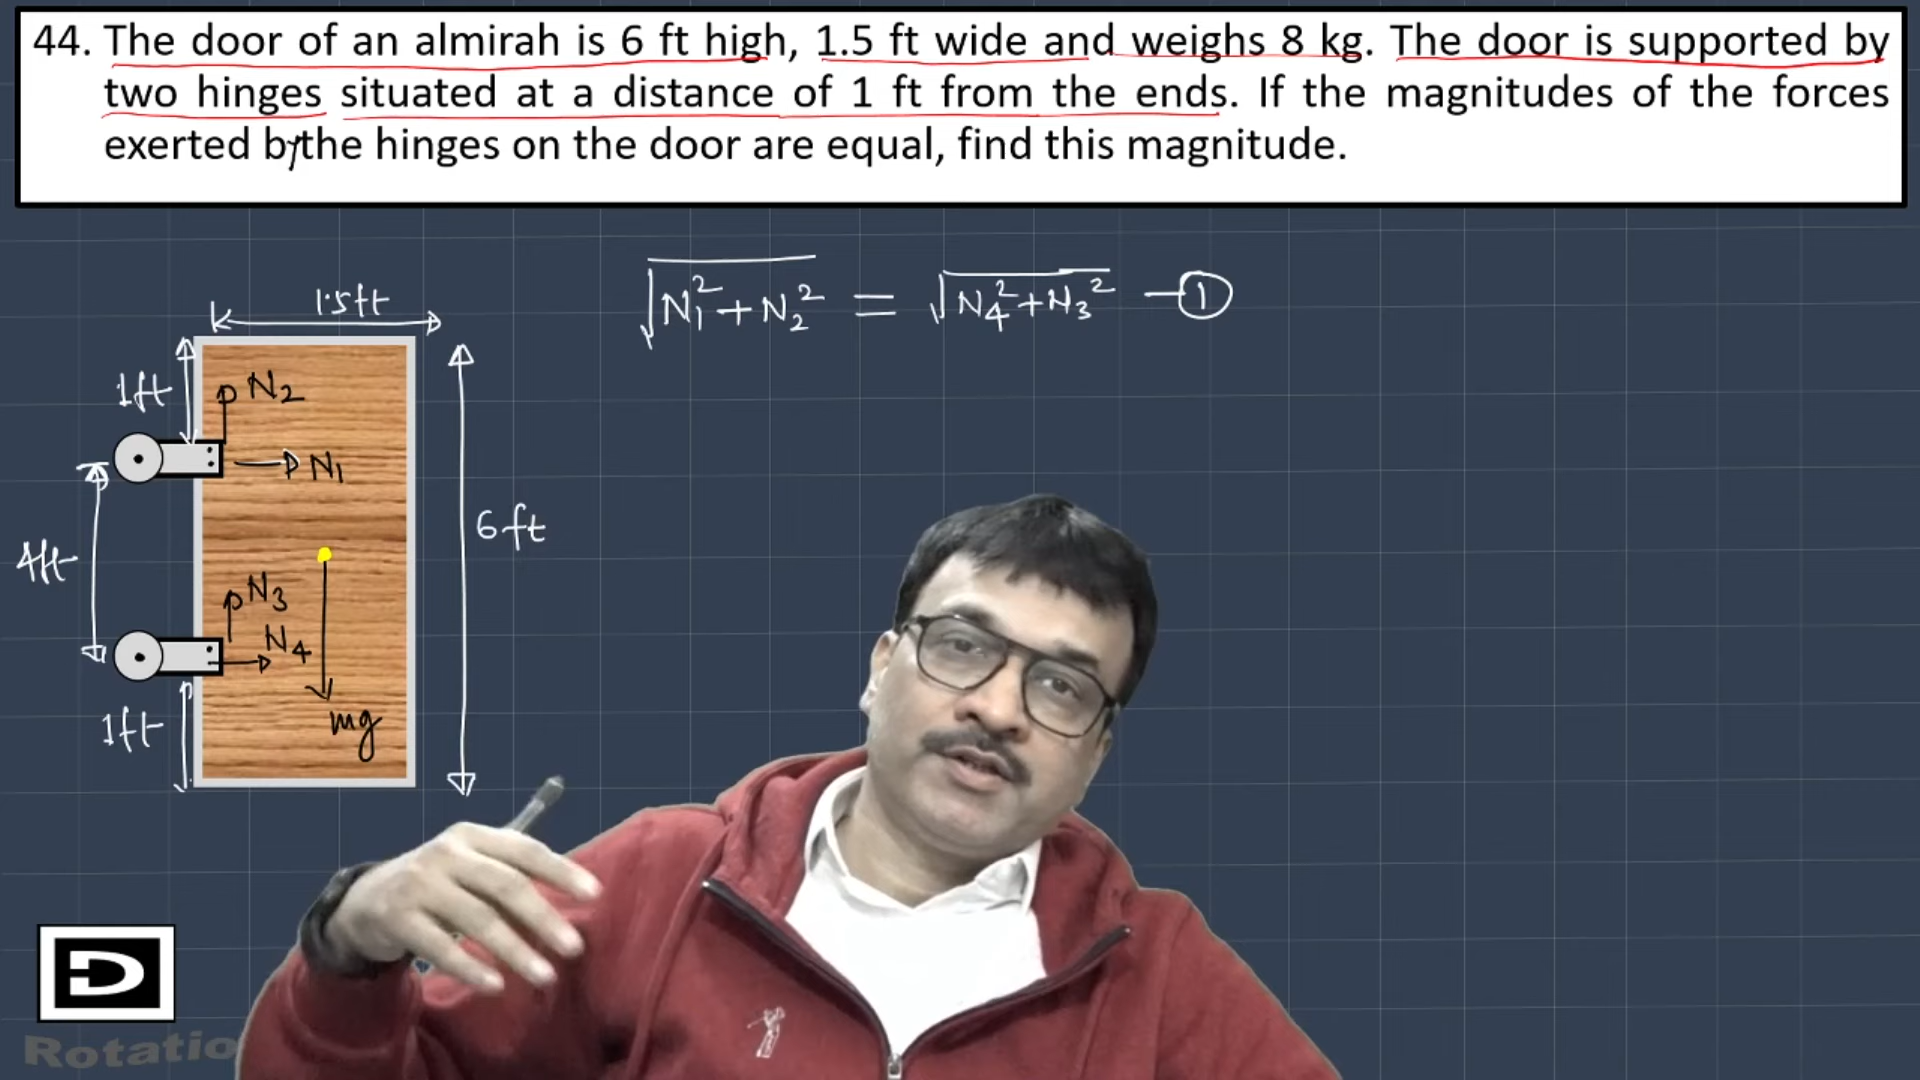 44. The door of an almirah is 6 ft high, 1.5 ft wide and weighs 8 kg. The door is supported by
two hinges situated at a distance of 1 ft from the ends. If the magnitudes of the forces
exerted by the hinges on the door are equal, find this magnitude.
√N₁²+N₂² = √N₄²+N₃² —①
1.5ft
1ft
N₂
N₁
6ft
4ft
N₃
N₄
1ft
mg
D
Rotatio